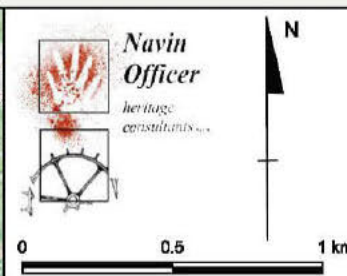 Navin
Officer
heritage
consultants
N
0 0.5 1 km